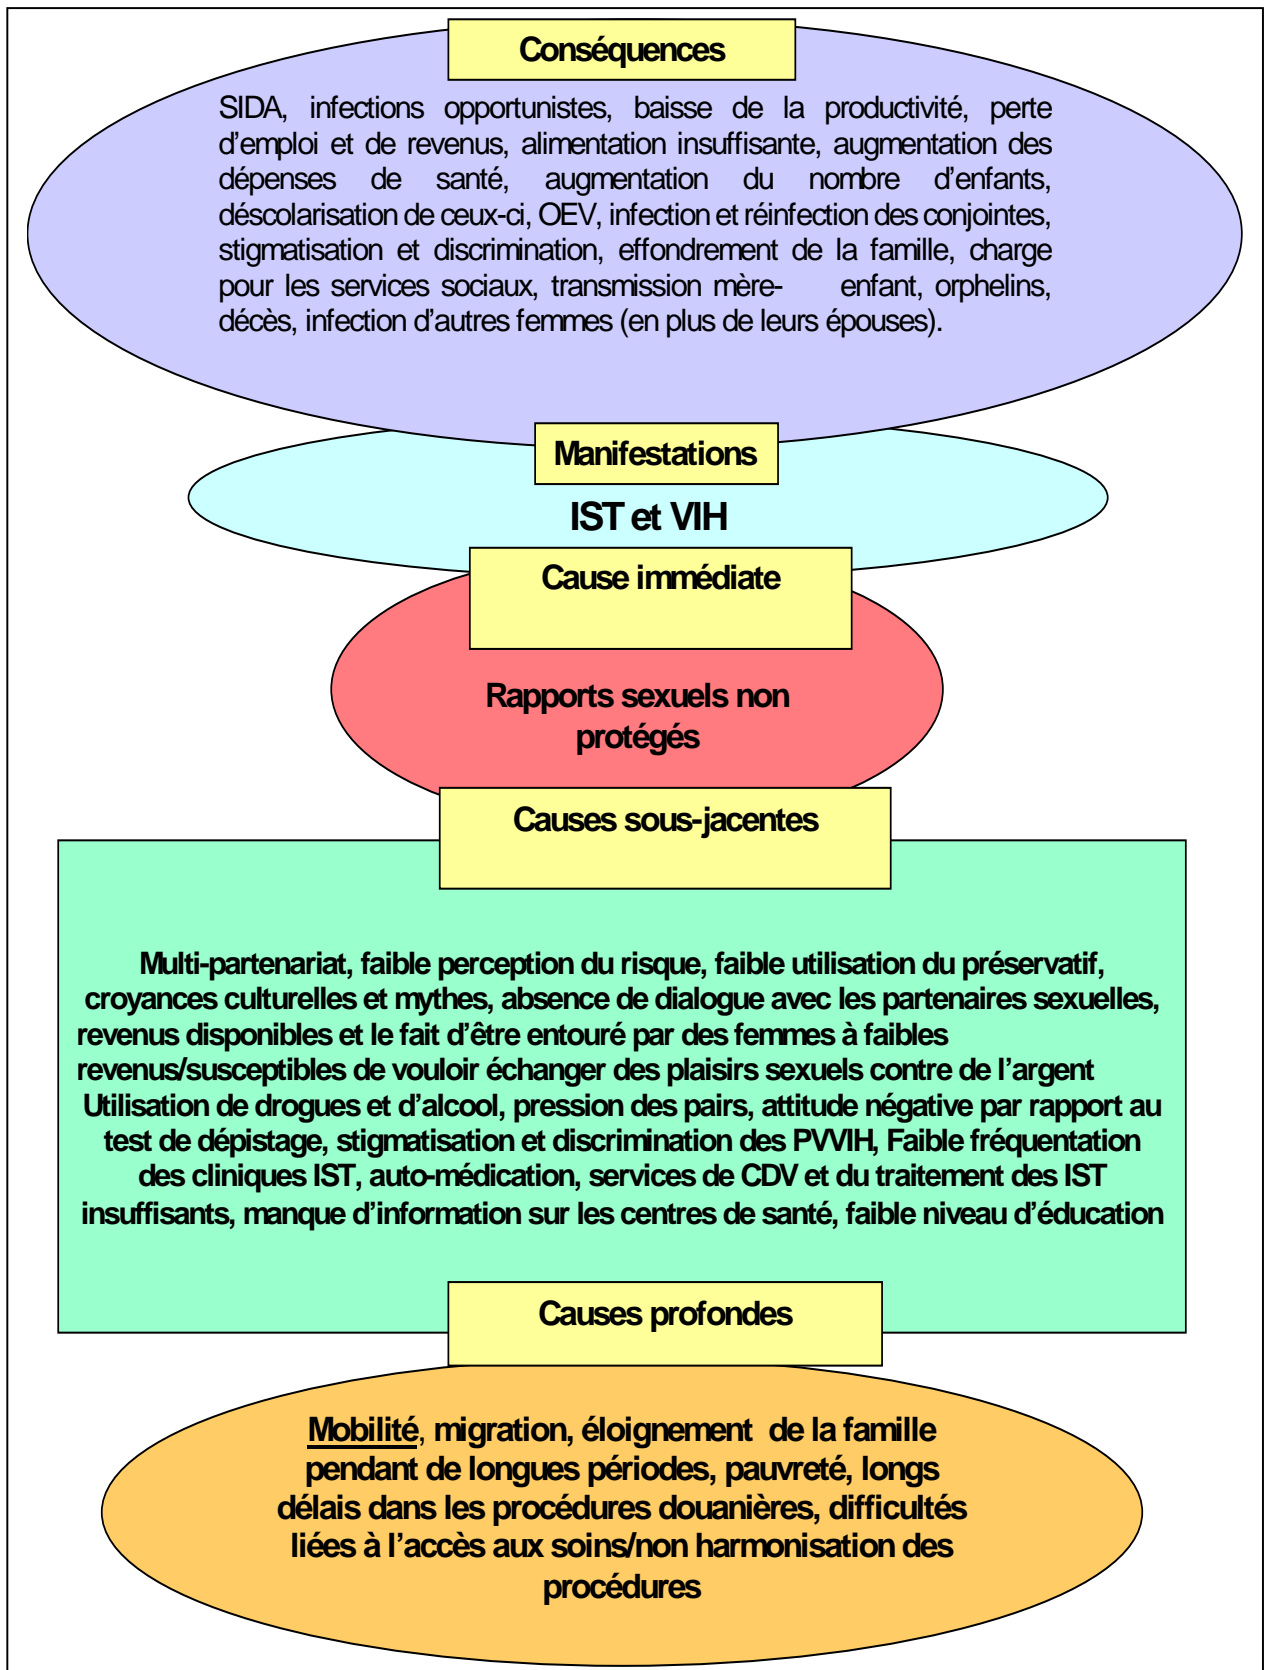 Conséquences
SIDA, infections opportunistes, baisse de la productivité, perte
d'emploi et de revenus, alimentation insuffisante, augmentation des
dépenses de santé, augmentation du nombre d'enfants,
déscolarisation de ceux-ci, OEV, infection et réinfection des conjointes,
stigmatisation et discrimination, effondrement de la famille, charge
pour les services sociaux, transmission mère- enfant, orphelins,
décès, infection d'autres femmes (en plus de leurs épouses).
Manifestations
IST et VIH
Cause immédiate
Rapports sexuels non
protégés
Causes sous-jacentes
Multi-partenariat, faible perception du risque, faible utilisation du préservatif,
croyances culturelles et mythes, absence de dialogue avec les partenaires sexuelles,
revenus disponibles et le fait d'être entouré par des femmes à faibles
revenus/susceptibles de vouloir échanger des plaisirs sexuels contre de l'argent
Utilisation de drogues et d'alcool, pression des pairs, attitude négative par rapport au
test de dépistage, stigmatisation et discrimination des PVVIH, Faible fréquentation
des cliniques IST, auto-médication, services de CDV et du traitement des IST
insuffisants, manque d'information sur les centres de santé, faible niveau d'éducation
Causes profondes
Mobilité, migration, éloignement de la famille
pendant de longues périodes, pauvreté, longs
délais dans les procédures douanières, difficultés
liées à l'accès aux soins/non harmonisation des
procédures